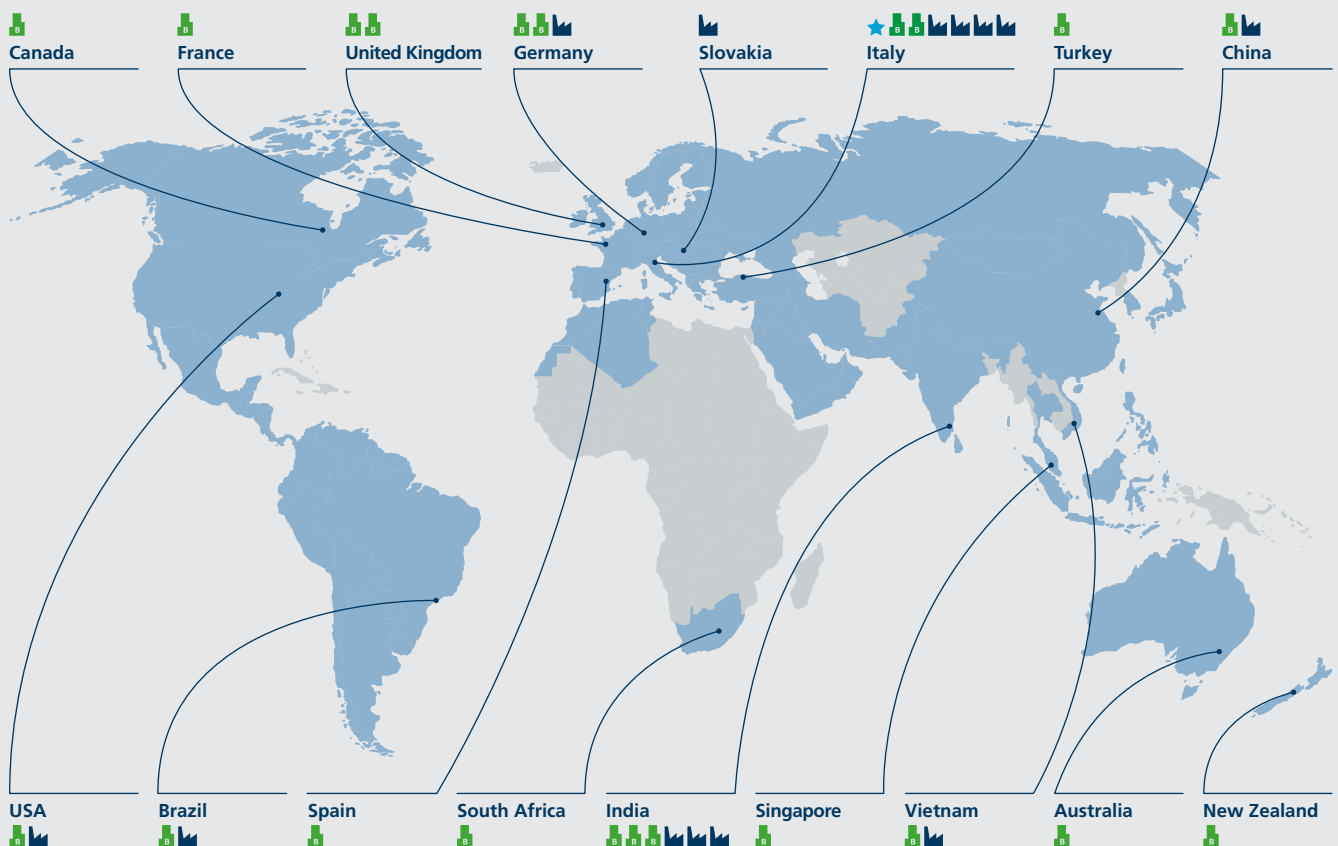 B B B B B B B B B B B
Canada France United Kingdom Germany Slovakia Italy Turkey China
USA Brazil Spain South Africa India Singapore Vietnam Australia New Zealand
B B B B B B B B B B B